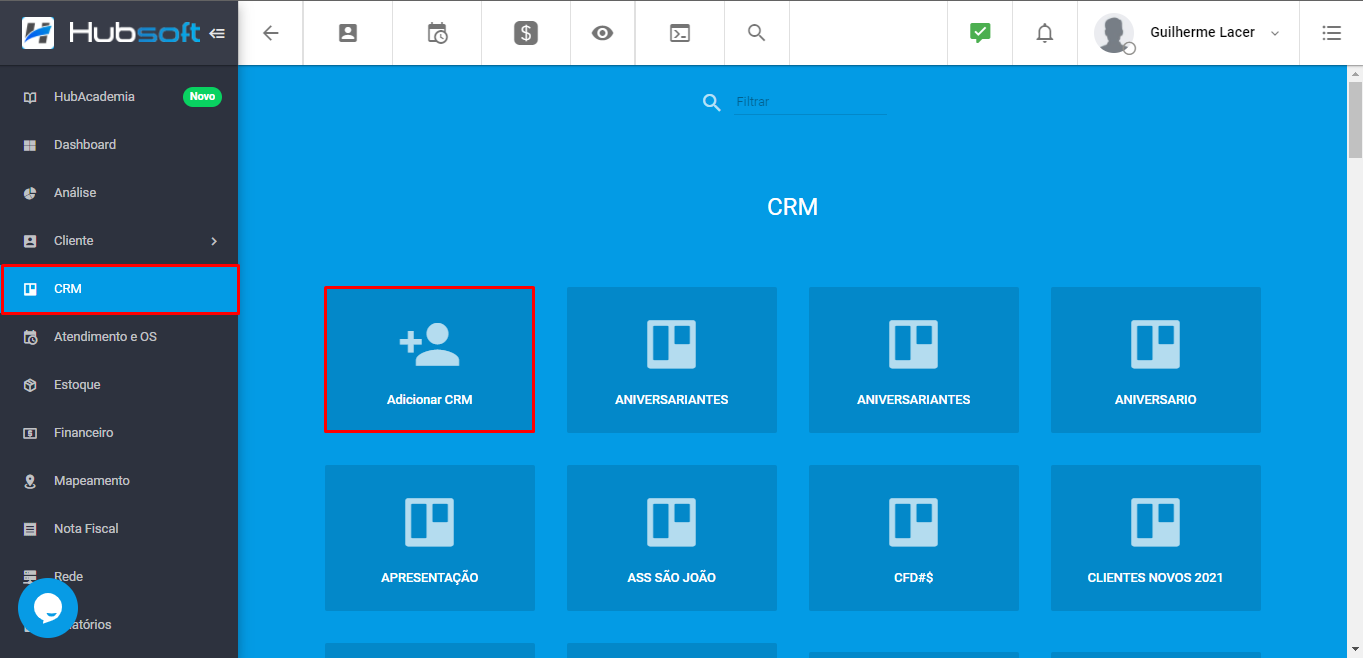 Hubsoft
Guilherme Lacer
HubAcademia
Novo
Dashboard
Análise
Cliente
CRM
Atendimento e OS
Estoque
Financeiro
Mapeamento
Nota Fiscal
Rede
atórios
Filtrar
CRM
Adicionar CRM
ANIVERSARIANTES
ANIVERSARIANTES
ANIVERSARIO
APRESENTAÇÃO
ASS SÃO JOÃO
CFD#$
CLIENTES NOVOS 2021